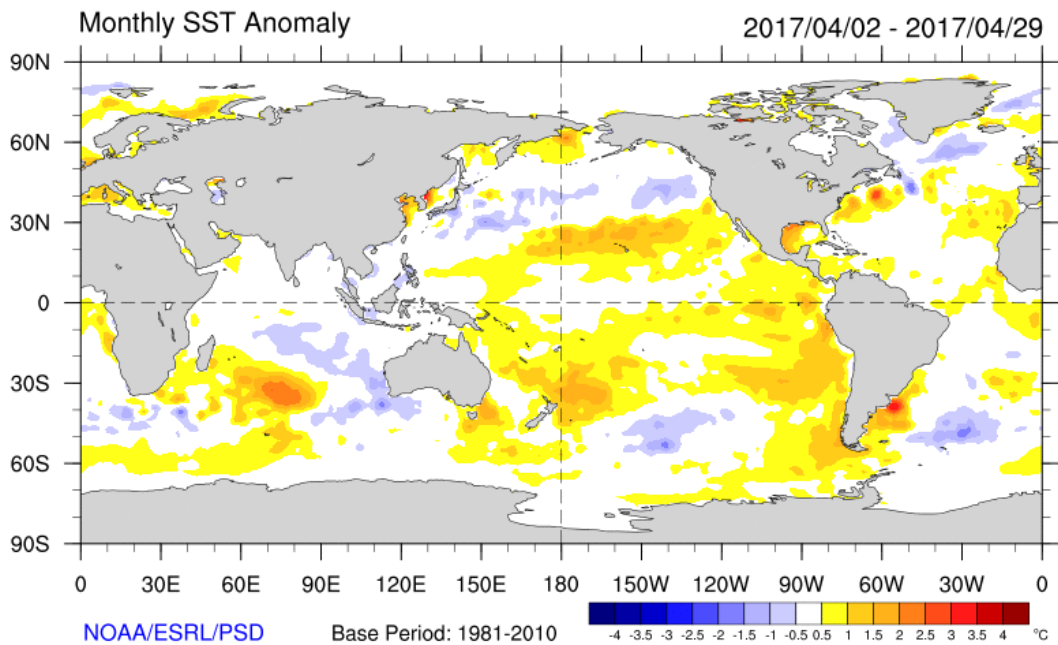 Monthly SST Anomaly 2017/04/02 - 2017/04/29
90N
60N
30N
0
30S
60S
90S
0 30E 60E 90E 120E 150E 180 150W 120W 90W 60W 30W 0
NOAA/ESRL/PSD Base Period: 1981-2010
-4 -3.5 -3 -2.5 -2 -1.5 -1 -0.5 0.5 1 1.5 2 2.5 3 3.5 4 °C